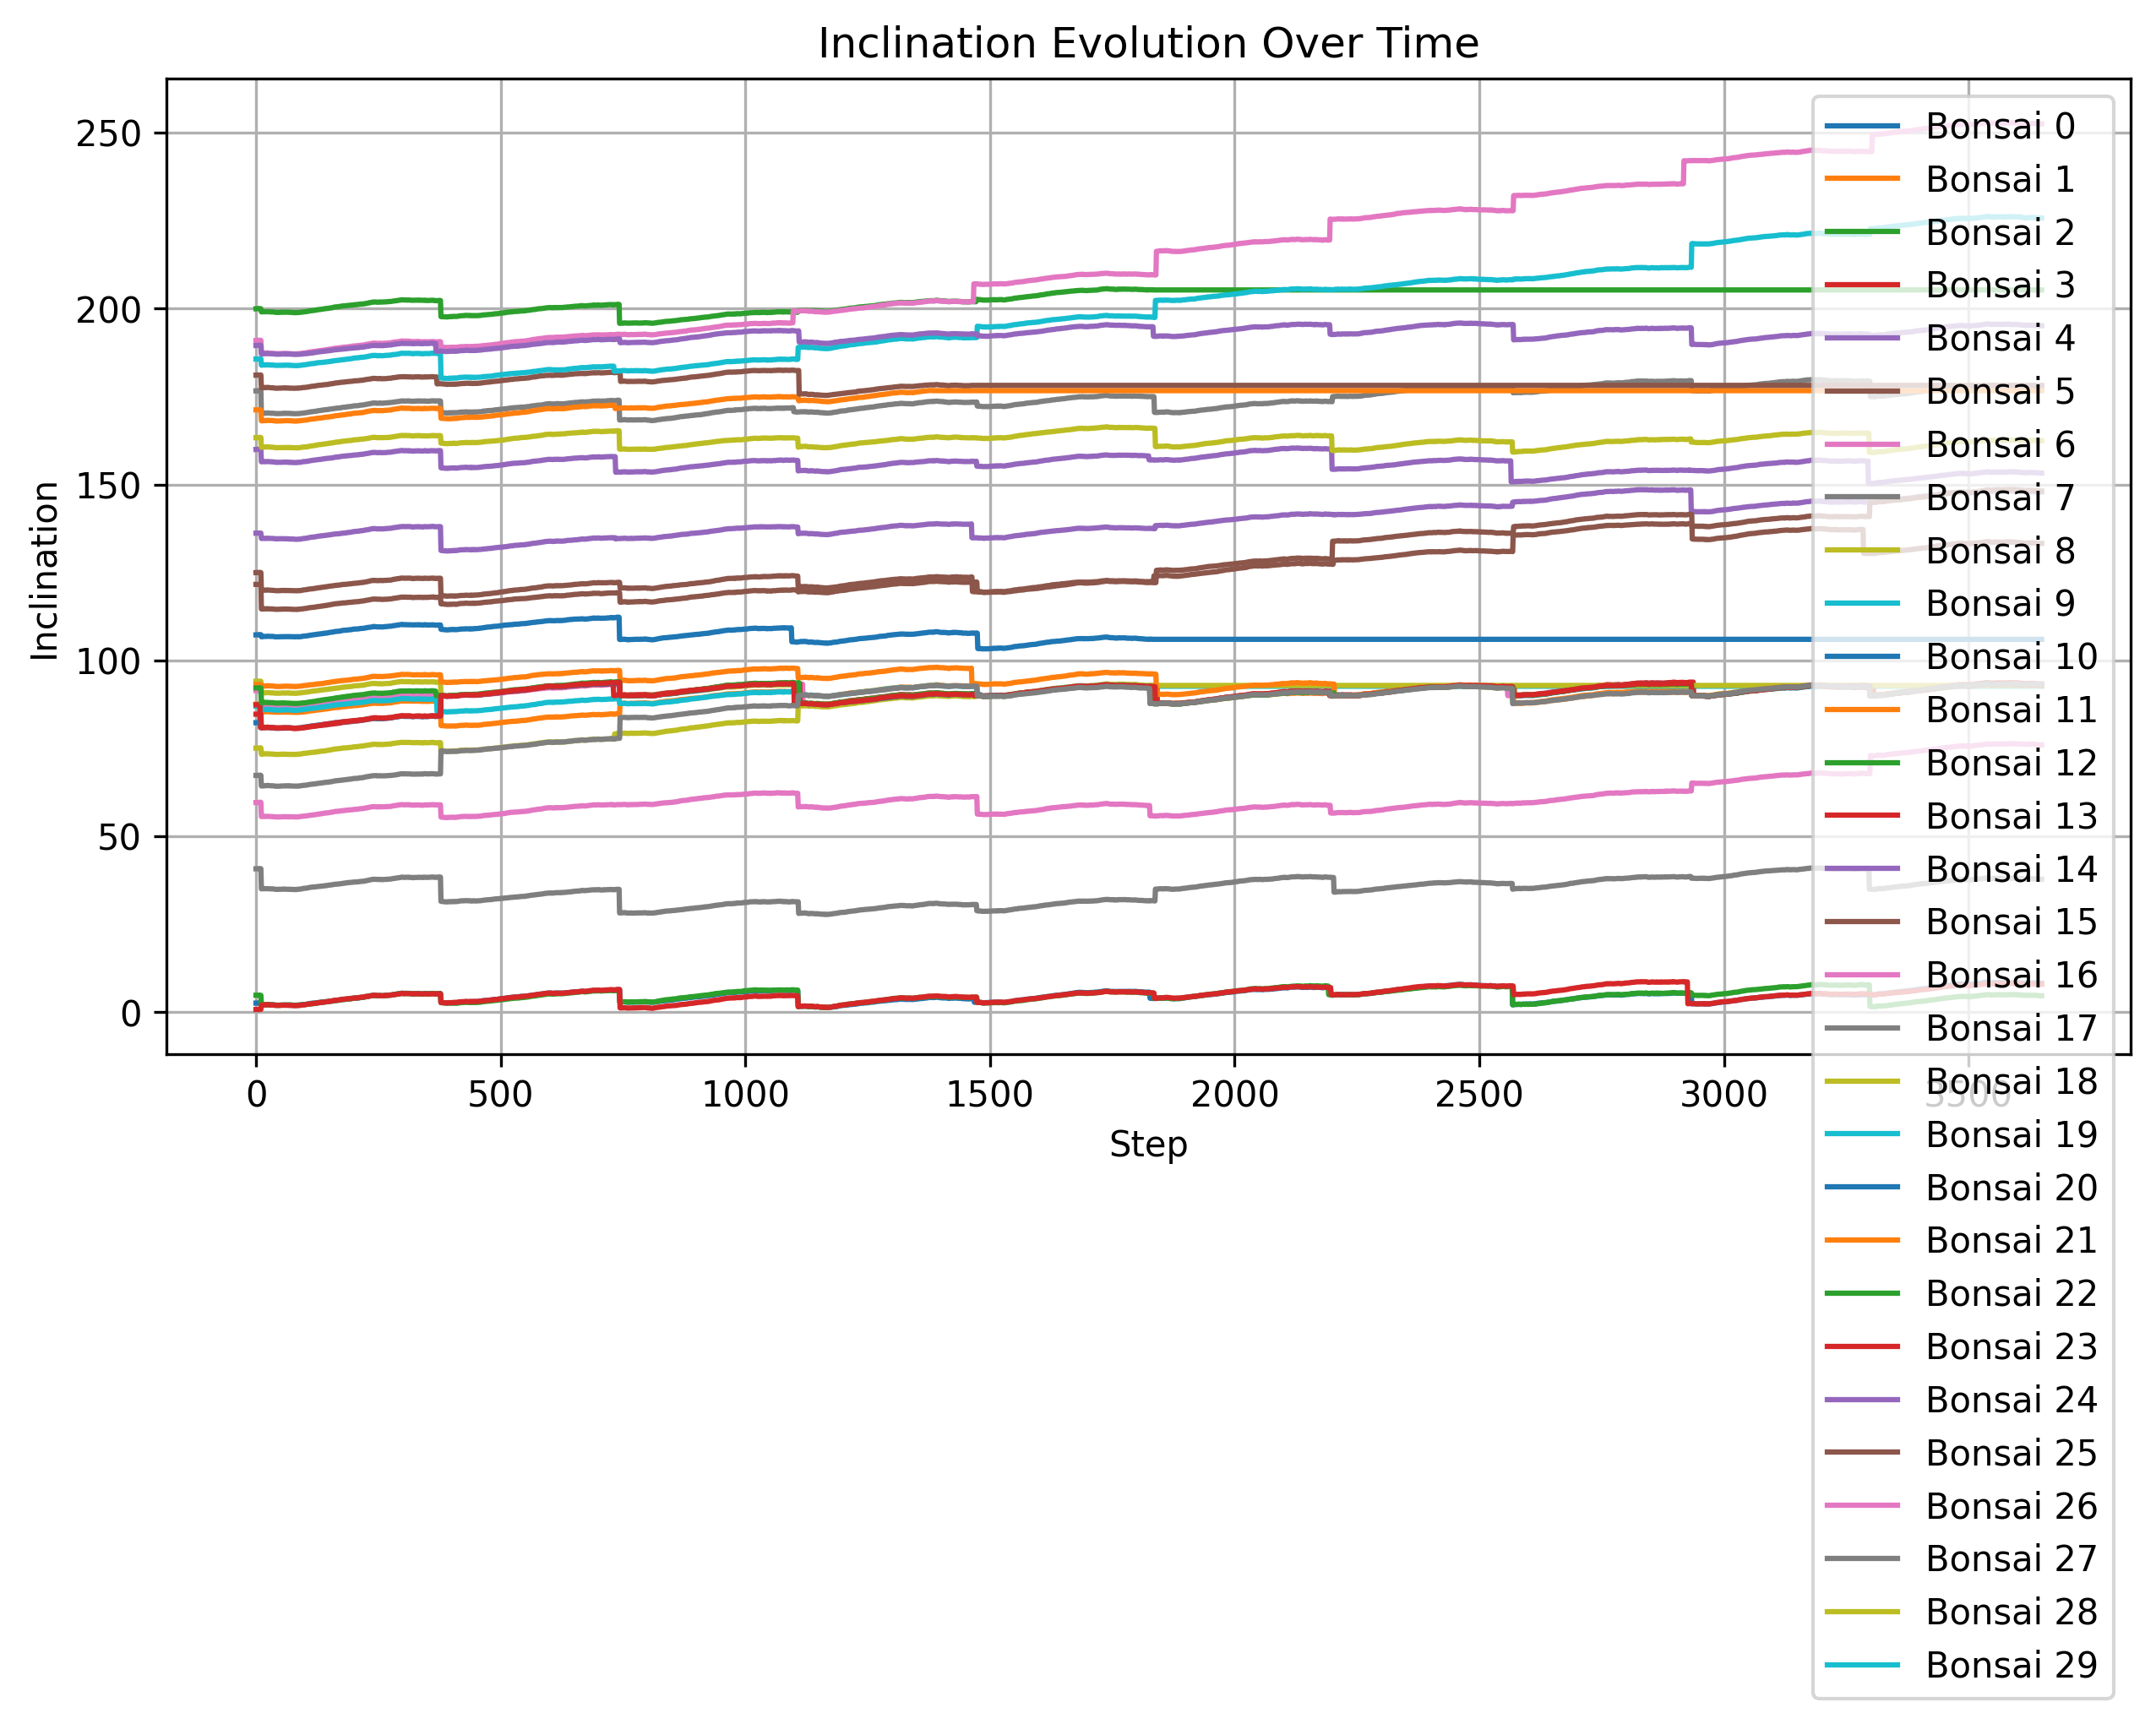 Inclination Evolution Over Time
250
200
150
100
50
0
Inclination
0
500
1000
1500
2000
2500
3000
3500
Step
Bonsai 0
Bonsai 1
Bonsai 2
Bonsai 3
Bonsai 4
Bonsai 5
Bonsai 6
Bonsai 7
Bonsai 8
Bonsai 9
Bonsai 10
Bonsai 11
Bonsai 12
Bonsai 13
Bonsai 14
Bonsai 15
Bonsai 16
Bonsai 17
Bonsai 18
Bonsai 19
Bonsai 20
Bonsai 21
Bonsai 22
Bonsai 23
Bonsai 24
Bonsai 25
Bonsai 26
Bonsai 27
Bonsai 28
Bonsai 29